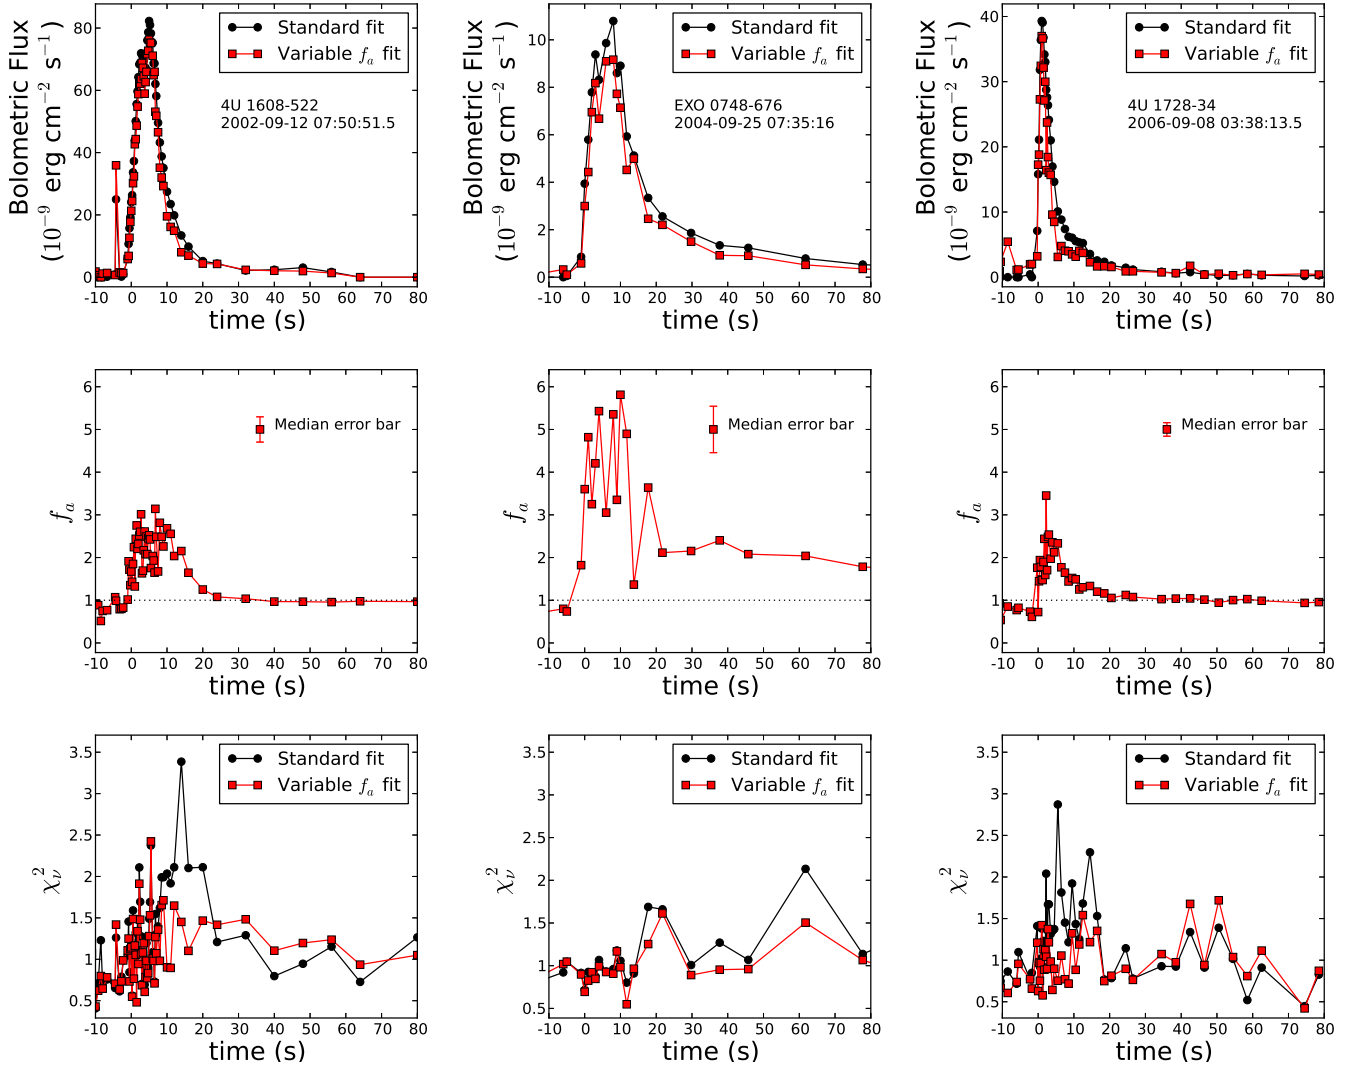 Bolometric Flux
(10⁻⁹ erg cm⁻² s⁻¹)
80
60
40
20
0
Standard fit
Variable fₐ fit
4U 1608-522
2002-09-12 07:50:51.5
-10 0 10 20 30 40 50 60 70 80
time (s)
Bolometric Flux
(10⁻⁹ erg cm⁻² s⁻¹)
10
8
6
4
2
0
Standard fit
Variable fₐ fit
EXO 0748-676
2004-09-25 07:35:16
-10 0 10 20 30 40 50 60 70 80
time (s)
Bolometric Flux
(10⁻⁹ erg cm⁻² s⁻¹)
40
30
20
10
0
Standard fit
Variable fₐ fit
4U 1728-34
2006-09-08 03:38:13.5
-10 0 10 20 30 40 50 60 70 80
time (s)
fₐ
6
5
4
3
2
1
0
Median error bar
-10 0 10 20 30 40 50 60 70 80
time (s)
fₐ
6
5
4
3
2
1
0
Median error bar
-10 0 10 20 30 40 50 60 70 80
time (s)
fₐ
6
5
4
3
2
1
0
Median error bar
-10 0 10 20 30 40 50 60 70 80
time (s)
χ²ᵥ
3.5
3
2.5
2
1.5
1
0.5
Standard fit
Variable fₐ fit
-10 0 10 20 30 40 50 60 70 80
time (s)
χ²ᵥ
3.5
3
2.5
2
1.5
1
0.5
Standard fit
Variable fₐ fit
-10 0 10 20 30 40 50 60 70 80
time (s)
χ²ᵥ
3.5
3
2.5
2
1.5
1
0.5
Standard fit
Variable fₐ fit
-10 0 10 20 30 40 50 60 70 80
time (s)